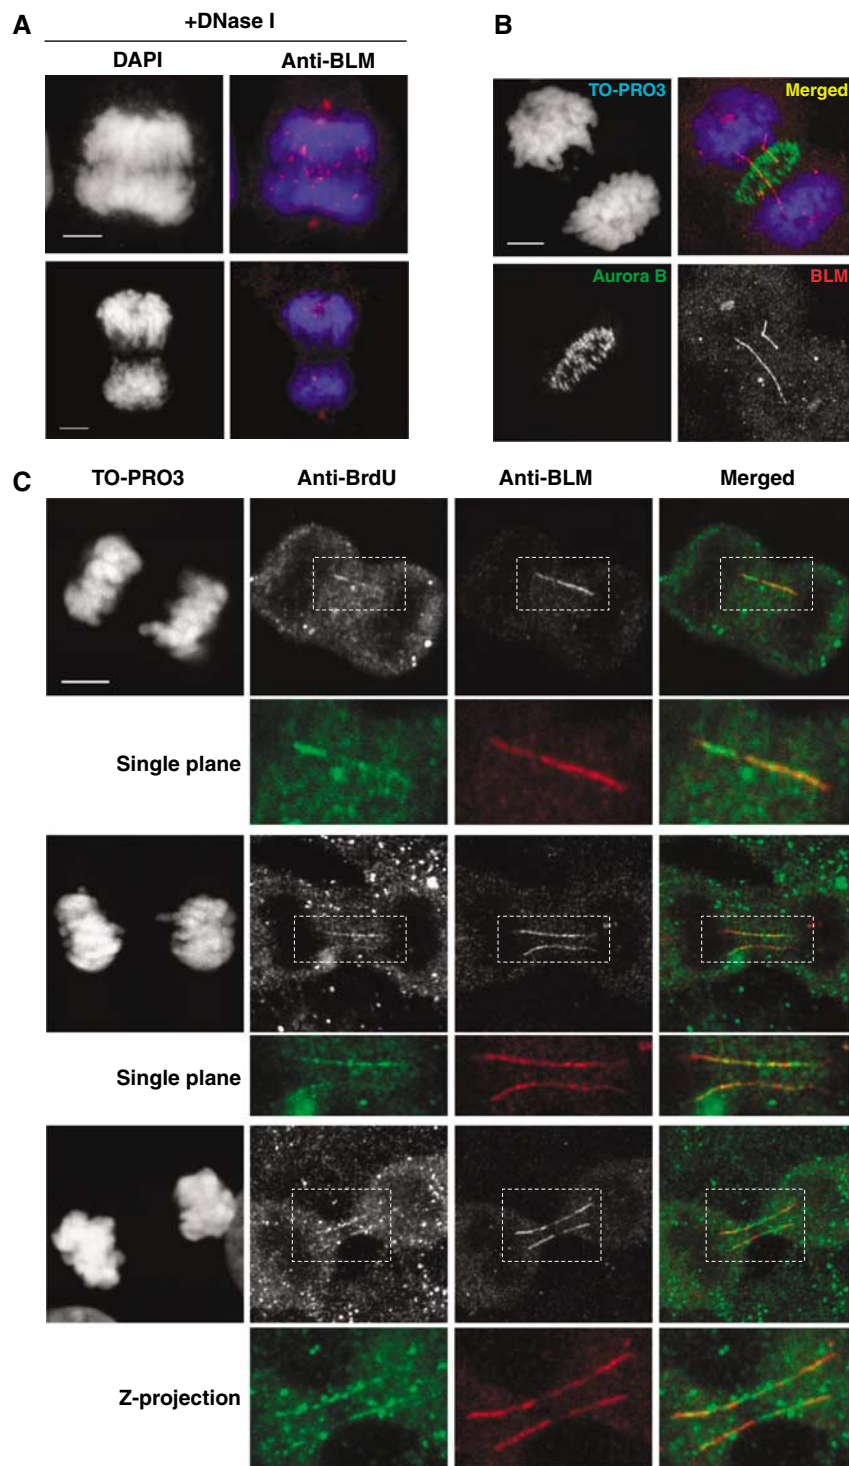 A
+DNase I
DAPI
Anti-BLM
B
TO-PRO3
Merged
Aurora B
BLM
C
TO-PRO3
Anti-BrdU
Anti-BLM
Merged
Single plane
Single plane
Z-projection